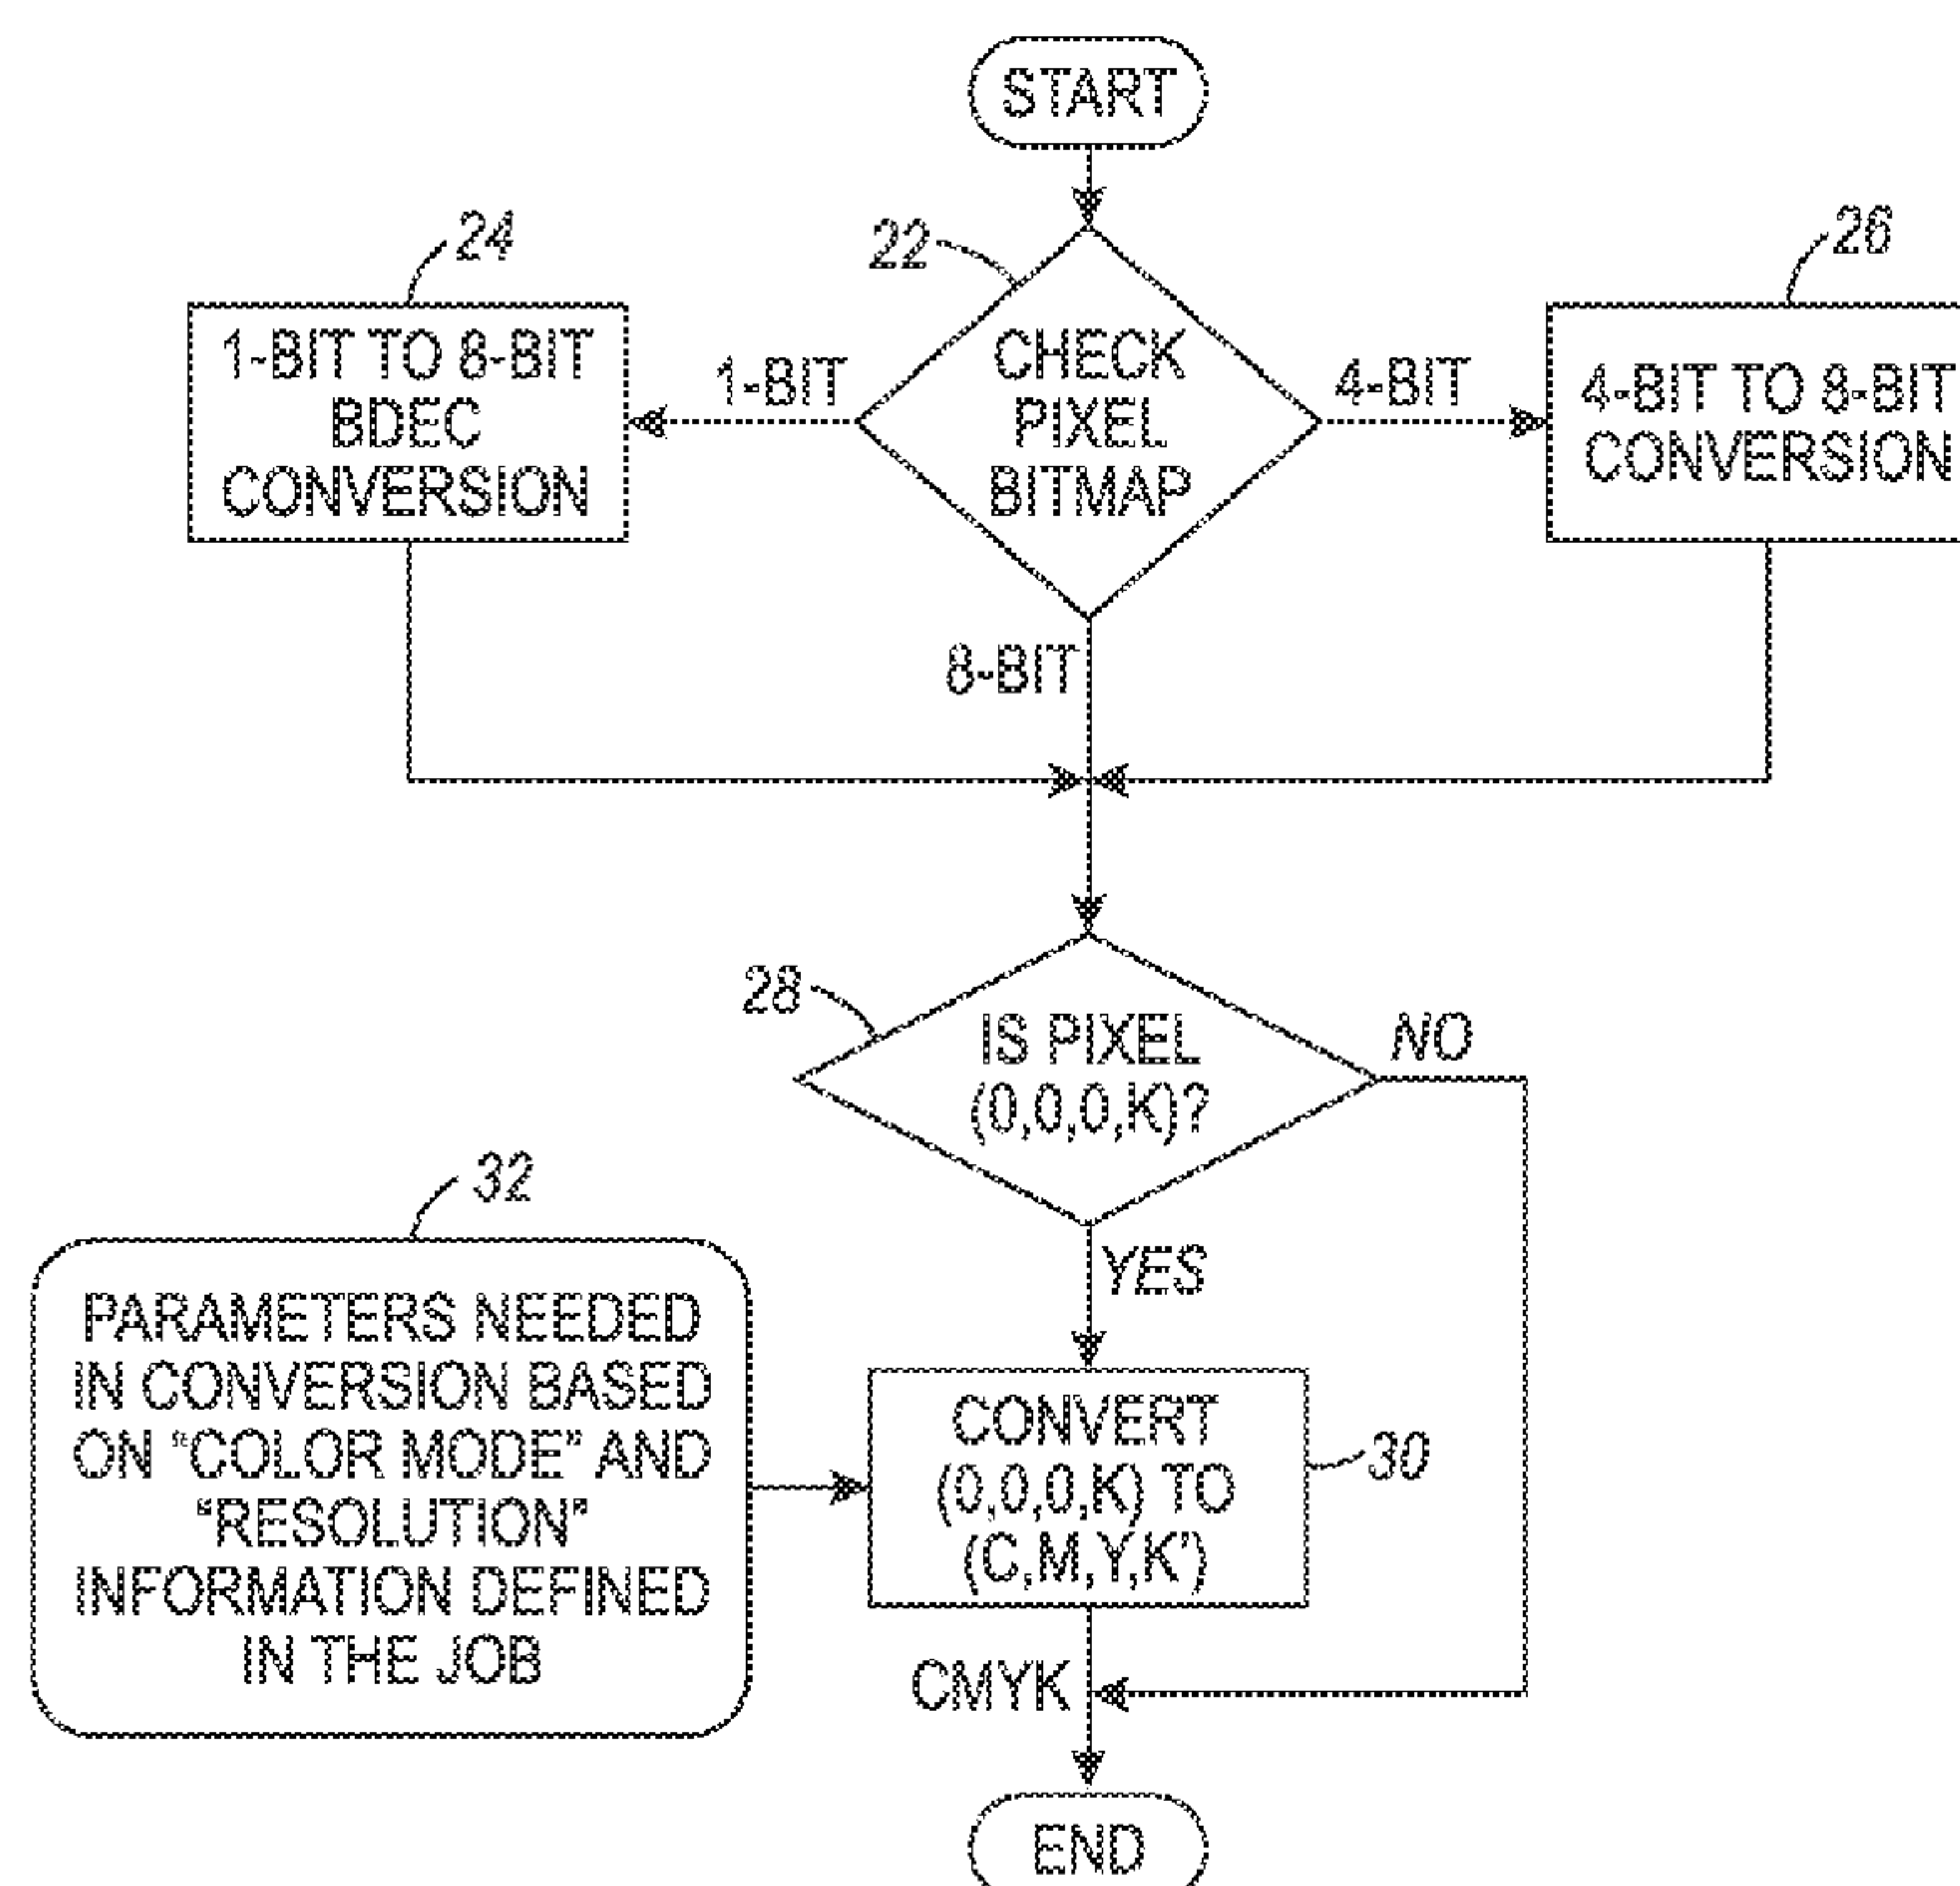 START
24
22
26
1-BIT TO 8-BIT
BDEC
CONVERSION
1-BIT
CHECK
PIXEL
BITMAP
4-BIT
4-BIT TO 8-BIT
CONVERSION
8-BIT
28
IS PIXEL
(0,0,0,K)?
NO
YES
32
PARAMETERS NEEDED
IN CONVERSION BASED
ON "COLOR MODE" AND
"RESOLUTION"
INFORMATION DEFINED
IN THE JOB
CONVERT
(0,0,0,K) TO
(C,M,Y,K')
30
CMYK
END